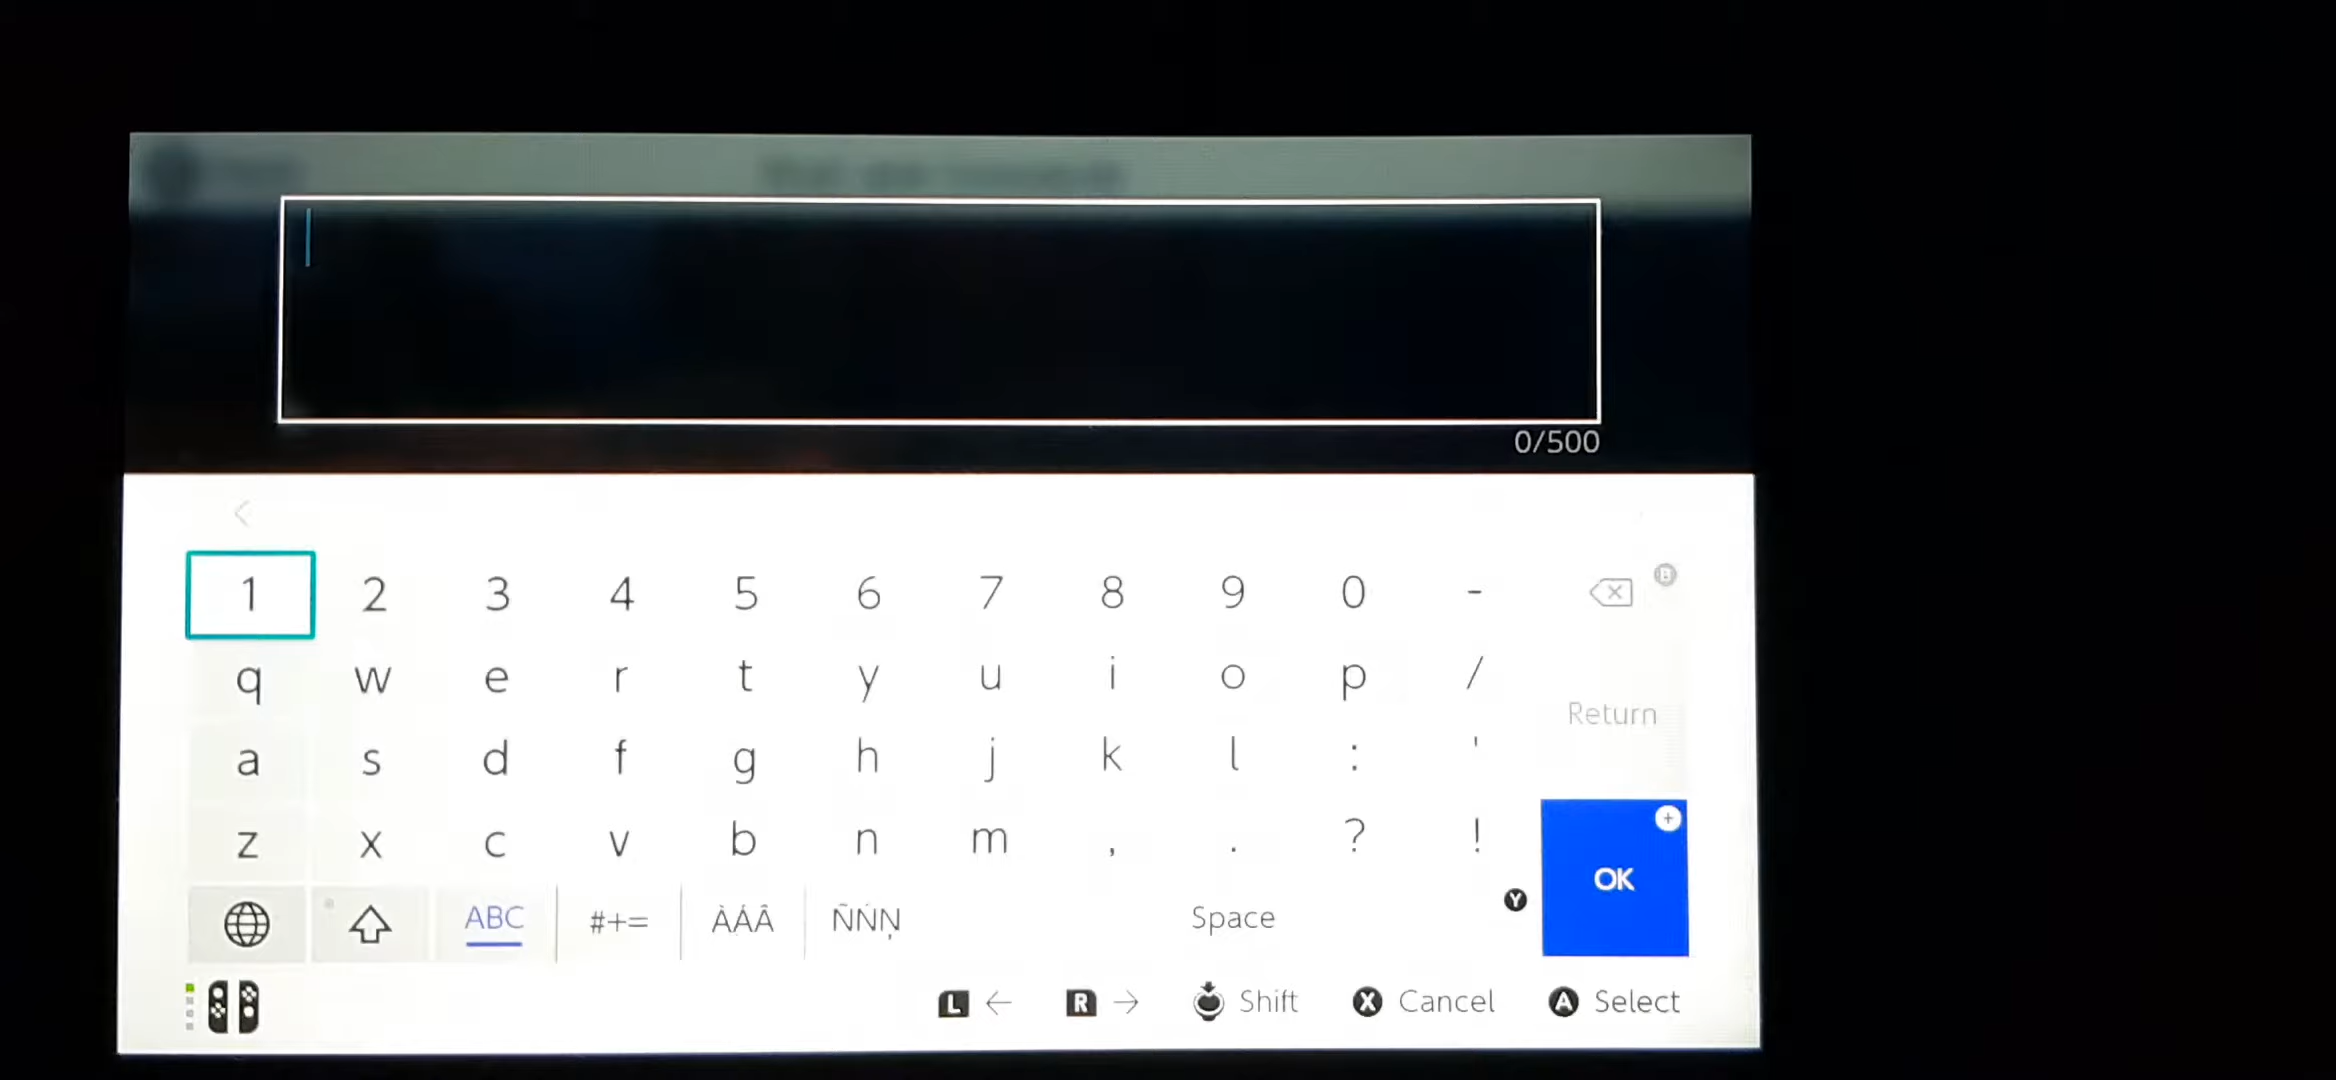 0/500
1 2 3 4 5 6 7 8 9 0 -
q w e r t y u i o p /
Return
a s d f g h j k l : '
z x c v b n m , . ? !
+
OK
ABC #+= ÀÁÂ ÑŃŅ Space Y
L ← R → Shift X Cancel A Select